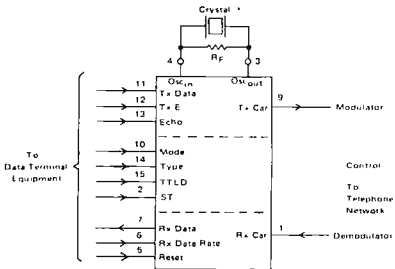 Crystal *
RF
4
3
Oscin
Oscout
11
Tx Data
12
Tx E
13
Echo
9
Tx Car
Modulator
10
Mode
14
Type
15
TTLD
2
ST
To
Data Terminal
Equipment
Control
To
Telephone
Network
7
Rx Data
6
Rx Data Rate
5
Reset
1
Rx Car
Demodulator